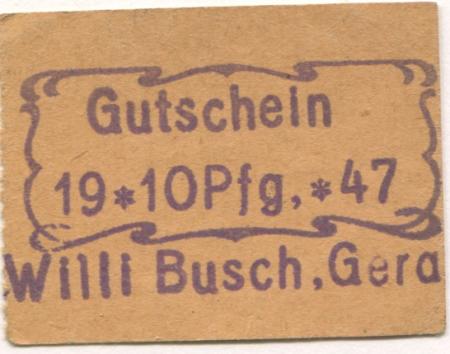 Gutschein
19*10Pfg,*47
Willi Busch,Gera